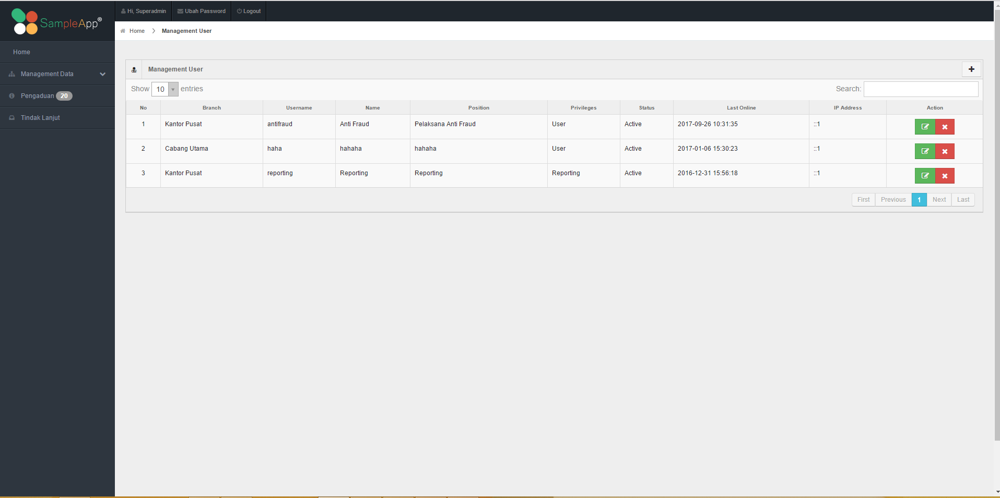 SampleApp®
Hi, Superadmin Ubah Password Logout
Home Management User
Home
Management Data
Pengaduan 20
Tindak Lanjut
Management User
Show 10 entries Search:
No Branch Username Name Position Privileges Status Last Online IP Address Action
1 Kantor Pusat antifraud Anti Fraud Pelaksana Anti Fraud User Active 2017-09-26 10:31:35 ::1
2 Cabang Utama haha hahaha hahaha User Active 2017-01-06 15:30:23 ::1
3 Kantor Pusat reporting Reporting Reporting Reporting Active 2016-12-31 15:56:18 ::1
First Previous 1 Next Last